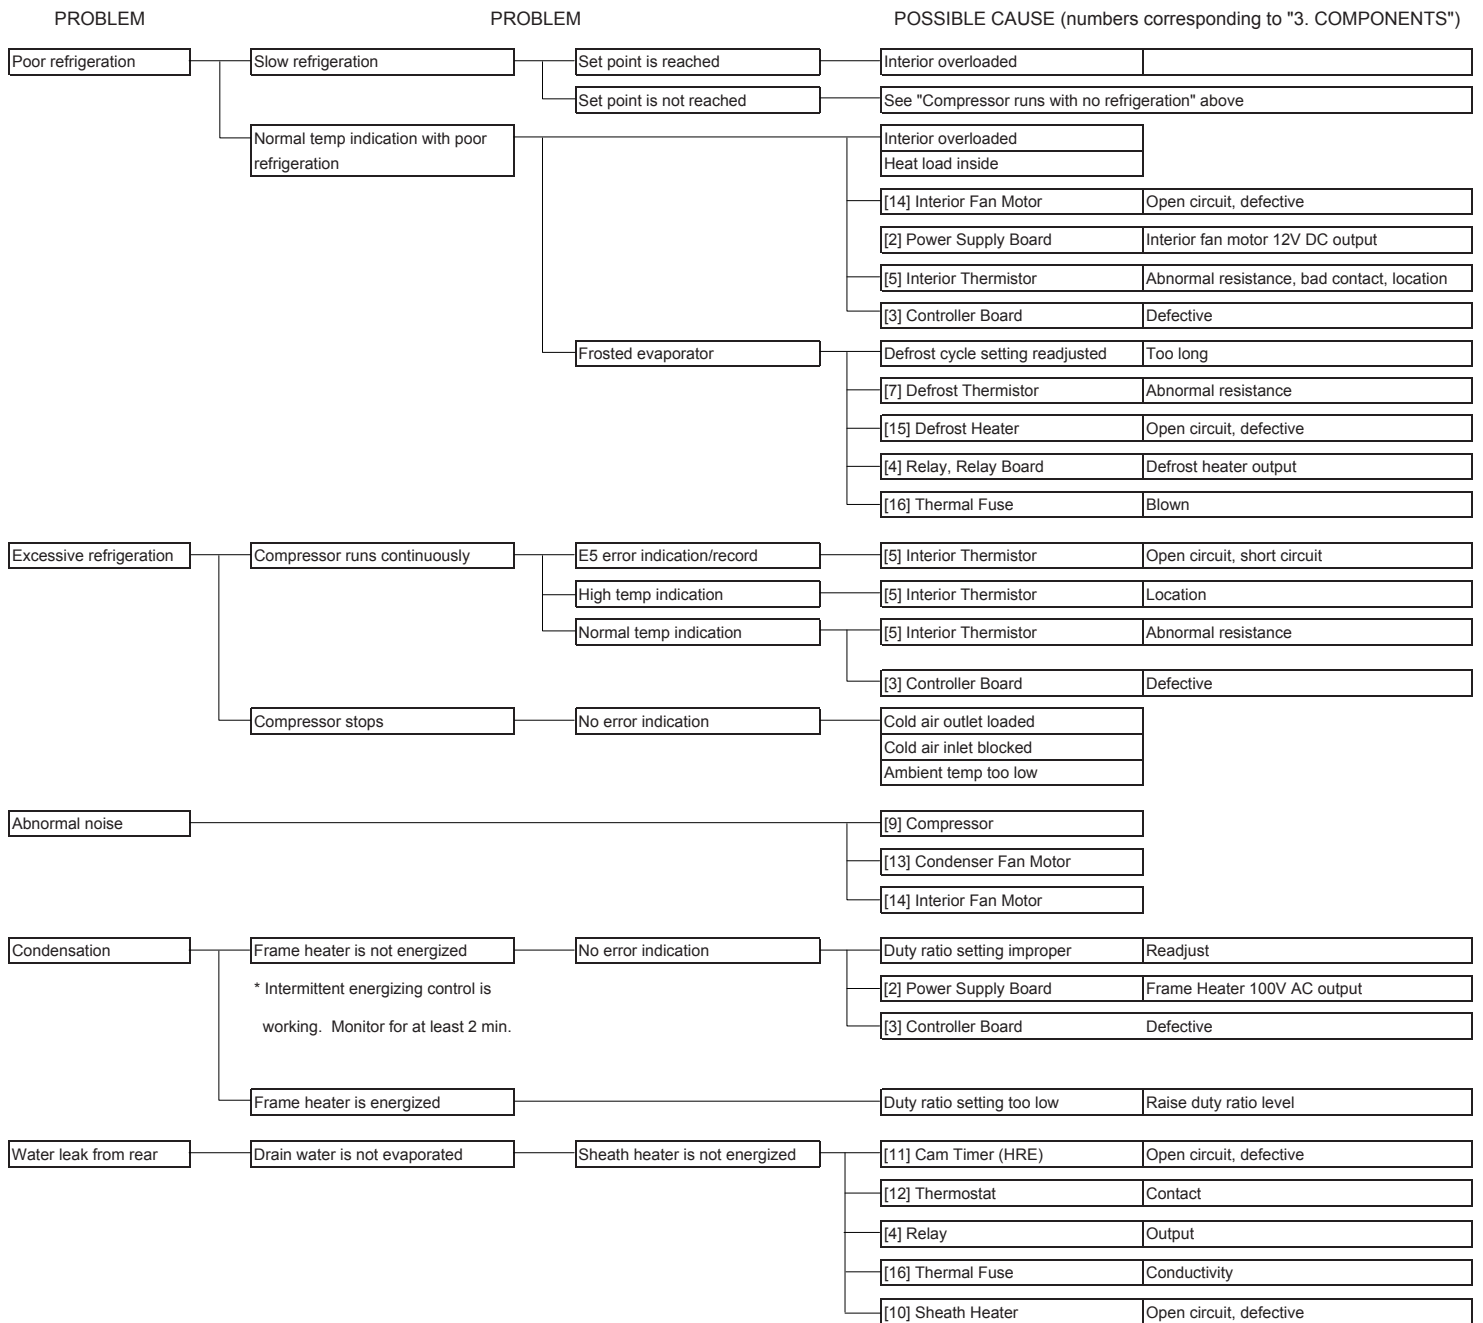 PROBLEM PROBLEM POSSIBLE CAUSE (numbers corresponding to "3. COMPONENTS")
Poor refrigeration Slow refrigeration Set point is reached Interior overloaded
Set point is not reached See "Compressor runs with no refrigeration" above
Normal temp indication with poor Interior overloaded
refrigeration Heat load inside
[14] Interior Fan Motor Open circuit, defective
[2] Power Supply Board Interior fan motor 12V DC output
[5] Interior Thermistor Abnormal resistance, bad contact, location
[3] Controller Board Defective
Frosted evaporator Defrost cycle setting readjusted Too long
[7] Defrost Thermistor Abnormal resistance
[15] Defrost Heater Open circuit, defective
[4] Relay, Relay Board Defrost heater output
[16] Thermal Fuse Blown
Excessive refrigeration Compressor runs continuously E5 error indication/record [5] Interior Thermistor Open circuit, short circuit
High temp indication [5] Interior Thermistor Location
Normal temp indication [5] Interior Thermistor Abnormal resistance
[3] Controller Board Defective
Compressor stops No error indication Cold air outlet loaded
Cold air inlet blocked
Ambient temp too low
Abnormal noise [9] Compressor
[13] Condenser Fan Motor
[14] Interior Fan Motor
Condensation Frame heater is not energized No error indication Duty ratio setting improper Readjust
* Intermittent energizing control is [2] Power Supply Board Frame Heater 100V AC output
working. Monitor for at least 2 min. [3] Controller Board Defective
Frame heater is energized Duty ratio setting too low Raise duty ratio level
Water leak from rear Drain water is not evaporated Sheath heater is not energized [11] Cam Timer (HRE) Open circuit, defective
[12] Thermostat Contact
[4] Relay Output
[16] Thermal Fuse Conductivity
[10] Sheath Heater Open circuit, defective